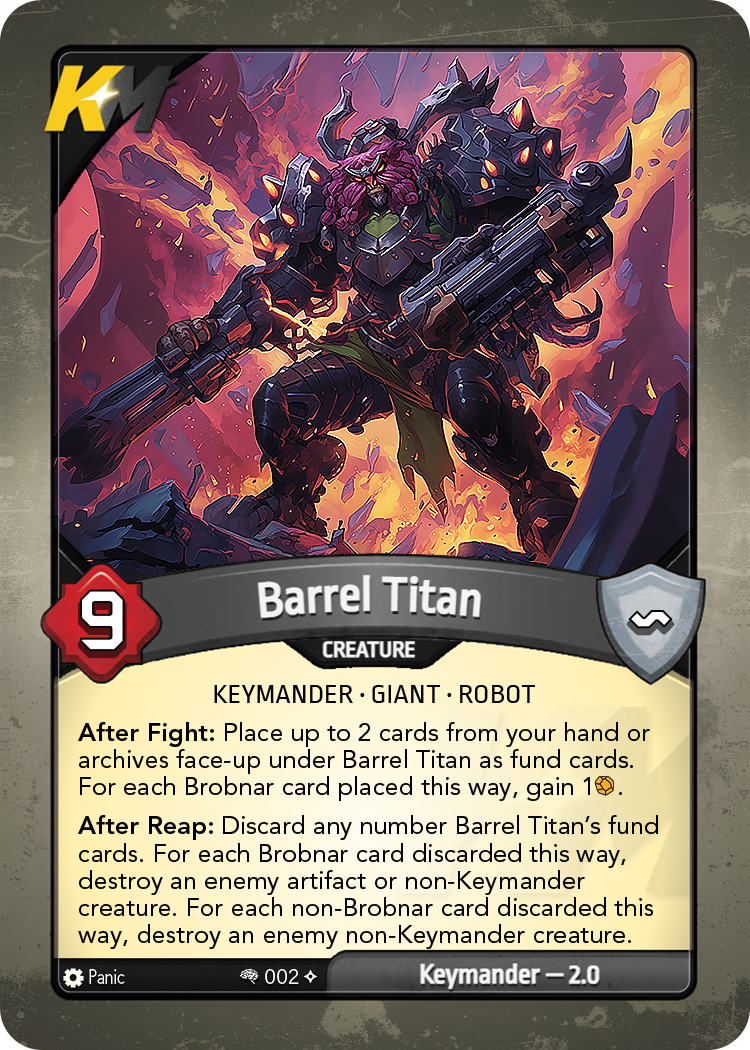 KM
9
Barrel Titan
~
CREATURE
KEYMANDER · GIANT · ROBOT
After Fight: Place up to 2 cards from your hand or
archives face-up under Barrel Titan as fund cards.
For each Brobnar card placed this way, gain 1.
After Reap: Discard any number Barrel Titan’s fund
cards. For each Brobnar card discarded this way,
destroy an enemy artifact or non-Keymander
creature. For each non-Brobnar card discarded this
way, destroy an enemy non-Keymander creature.
Panic
002
Keymander — 2.0